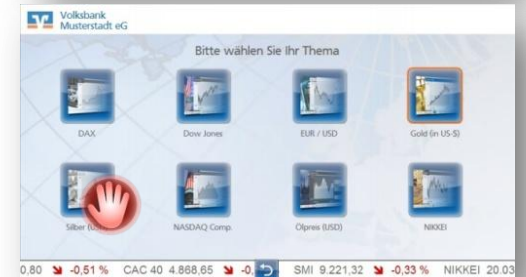 Volksbank
Musterstadt eG
Bitte wählen Sie Ihr Thema
DAX
Dow Jones
EUR / USD
Gold (in US-$)
Silber
NASDAQ Comp.
Ölpreis (USD)
NIKKEI
0,80 -0,51 % CAC 40 4.868,65 -0, SMI 9.221,32 -0,33 % NIKKEI 20.03